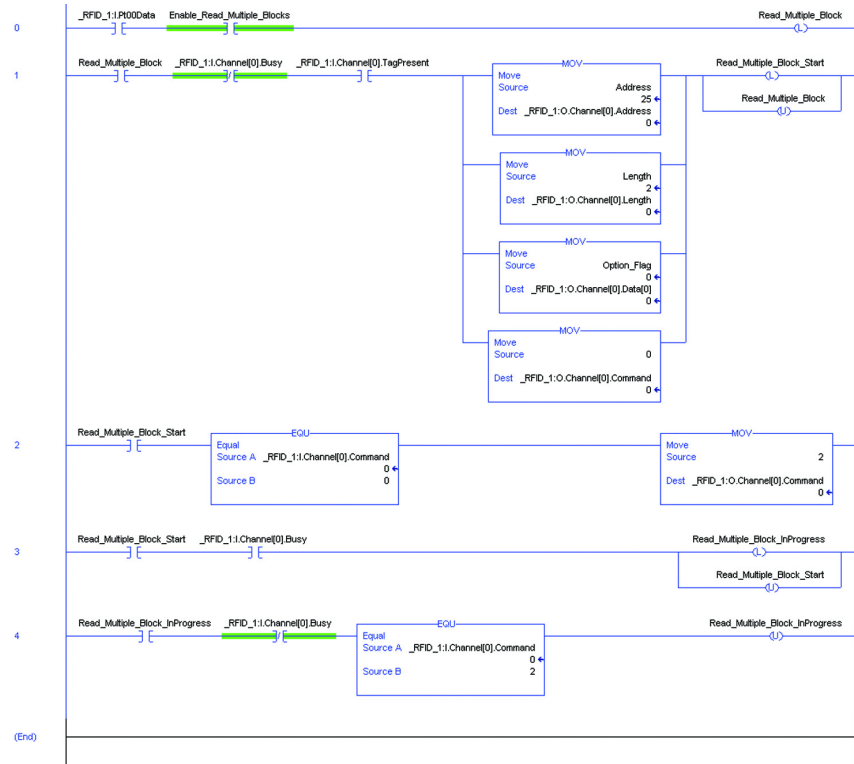 _RFID_1:I.Pt00Data Enable_Read_Multiple_Blocks Read_Multiple_Block
0
Read_Multiple_Block _RFID_1:I.Channel[0].Busy _RFID_1:I.Channel[0].TagPresent MOV Read_Multiple_Block_Start
1
L
Move
Source Address
25
Dest _RFID_1:O.Channel[0].Address
0
Read_Multiple_Block
U
MOV
Move
Source Length
2
Dest _RFID_1:O.Channel[0].Length
0
MOV
Move
Source Option_Flag
0
Dest _RFID_1:O.Channel[0].Data[0]
0
MOV
Move
Source 0
Dest _RFID_1:O.Channel[0].Command
0
Read_Multiple_Block_Start EQU MOV
2
Equal
Source A _RFID_1:I.Channel[0].Command
0
Source B 0
Move
Source 2
Dest _RFID_1:O.Channel[0].Command
0
Read_Multiple_Block_Start _RFID_1:I.Channel[0].Busy Read_Multiple_Block_InProgress
3
L
Read_Multiple_Block_Start
U
Read_Multiple_Block_InProgress _RFID_1:I.Channel[0].Busy EQU Read_Multiple_Block_InProgress
4
U
Equal
Source A _RFID_1:I.Channel[0].Command
0
Source B 2
(End)